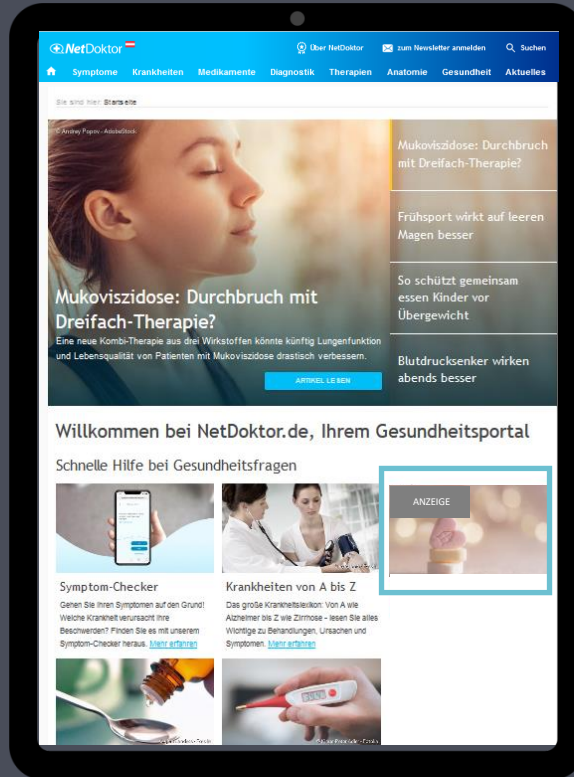 NetDoktor
Über NetDoktor
zum Newsletter anmelden
Suchen
Symptome Krankheiten Medikamente Diagnostik Therapien Anatomie Gesundheit Aktuelles
Sie sind hier: Startseite
© Andrey Popov - AdobeStock
Mukoviszidose: Durchbruch mit
Dreifach-Therapie?
Eine neue Kombi-Therapie aus drei Wirkstoffen könnte künftig Lungenfunktion
und Lebensqualität von Patienten mit Mukoviszidose drastisch verbessern.
ARTIKEL LESEN
Mukoviszidose: Durchbruch
mit Dreifach-Therapie?
Frühsport wirkt auf leeren
Magen besser
So schützt gemeinsam
essen Kinder vor
Übergewicht
Blutdrucksenker wirken
abends besser
Willkommen bei NetDoktor.de, Ihrem Gesundheitsportal
Schnelle Hilfe bei Gesundheitsfragen
Symptom-Checker
Gehen Sie Ihren Symptomen auf den Grund!
Welche Krankheit verursacht Ihre
Beschwerden? Finden Sie es mit unserem
Symptom-Checker heraus. Mehr erfahren
Krankheiten von A bis Z
Das große Krankheitslexikon: Von A wie
Alzheimer bis Z wie Zirrhose - lesen Sie alles
Wichtige zu Behandlungen, Ursachen und
Symptomen. Mehr erfahren
ANZEIGE